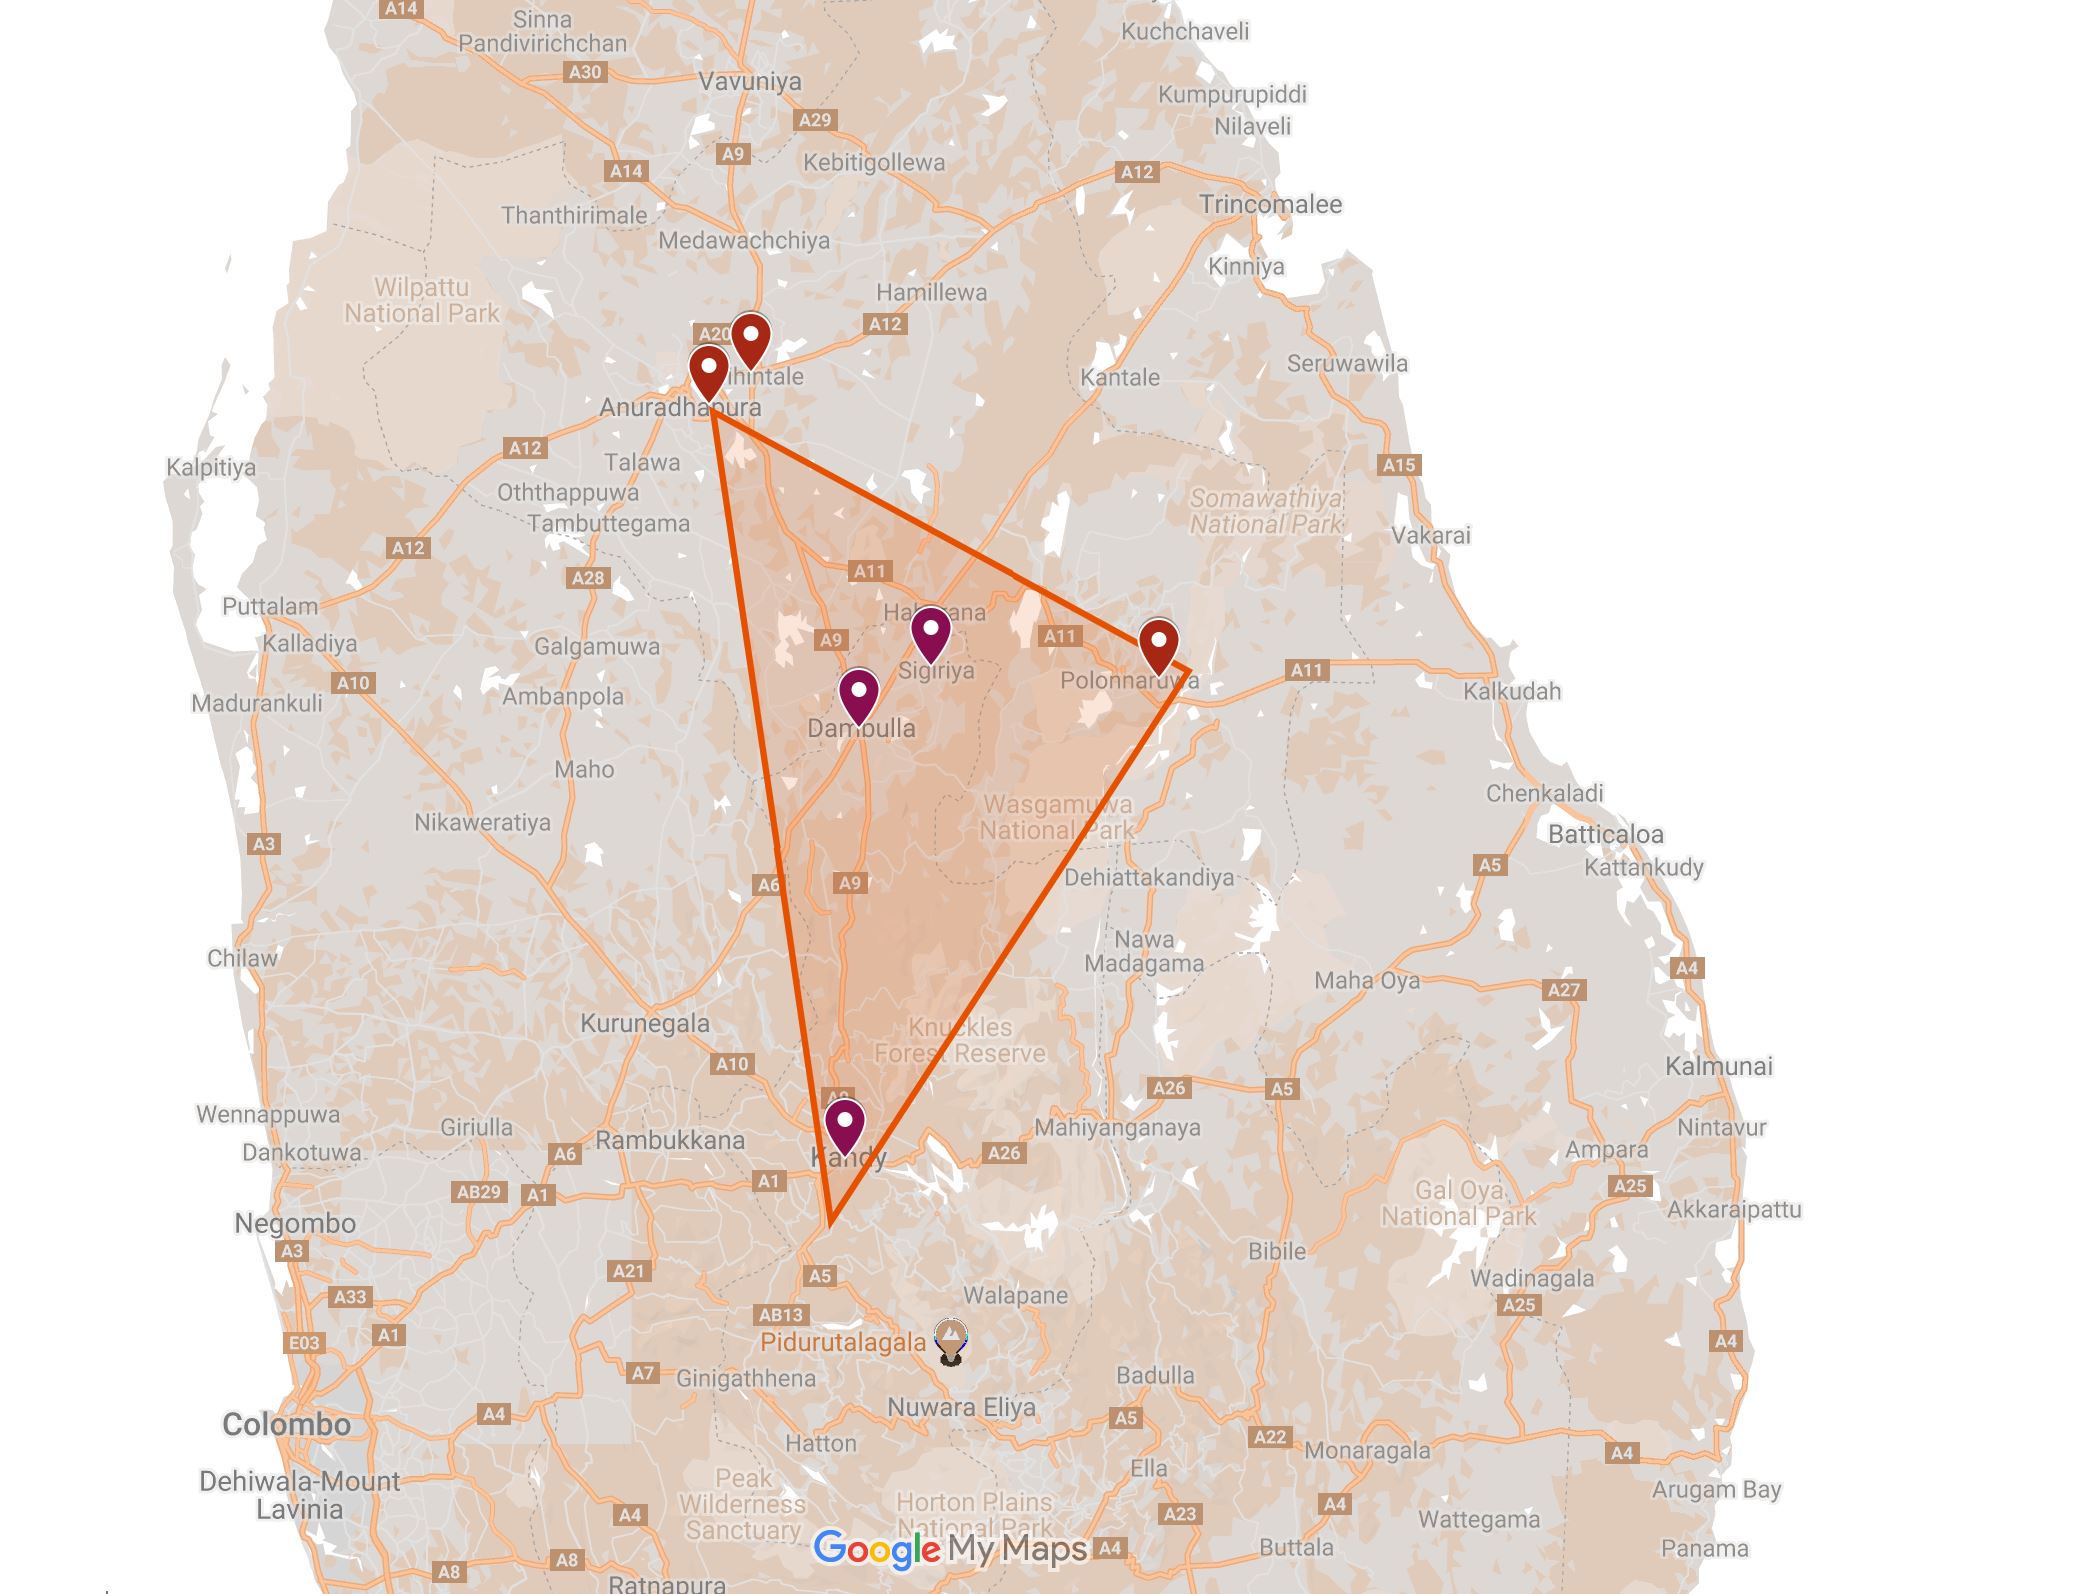 A14
Sinna
Pandivirichchan
Kuchchaveli
A30
Vavuniya
Kumpurupiddi
A29
Nilaveli
A9
Kebitigollewa
A14
A12
Thanthirimale
Trincomalee
Medawachchiya
Kinniya
Wilpattu
National Park
Hamillewa
A12
A20
Seruwawila
Kantale
Anuradhapura
A12
Talawa
Kalpitiya
A15
Oththappuwa
Somawathiya
National Park
Tambuttegama
Vakarai
A12
A11
A28
Puttalam
A11
A9
Kalladiya
Galgamuwa
Sigiriya
A11
Polonnaruwa
A10
Kalkudah
Ambanpola
Madurankuli
Dambulla
Maho
Chenkaladi
Wasgamuwa
National Park
Nikaweratiya
Batticaloa
A3
Kattankudy
A5
Dehiattakandiya
A6
A9
Nawa
Madagama
Chilaw
A4
Maha Oya
A27
Kurunegala
Knuckles
Forest Reserve
A10
Kalmunai
A26
A5
Wennappuwa
Giriulla
Mahiyanganaya
Nintavur
Rambukkana
Dankotuwa
A6
A26
Kandy
Ampara
A1
AB29
A1
A25
Gal Oya
National Park
Akkaraipattu
Negombo
A3
Bibile
A21
A5
Wadinagala
A33
Walapane
A25
AB13
A1
E03
Pidurutalagala
A4
A7
Ginigathhena
Badulla
Nuwara Eliya
A4
A5
Colombo
A22
Hatton
Monaragala
A4
Ella
Dehiwala-Mount
Lavinia
Peak
Wilderness
Sanctuary
Arugam Bay
Horton Plains
National Park
A4
A23
A4
Wattegama
Google My Maps
A4
Buttala
Panama
A8
A8
Ratnapura